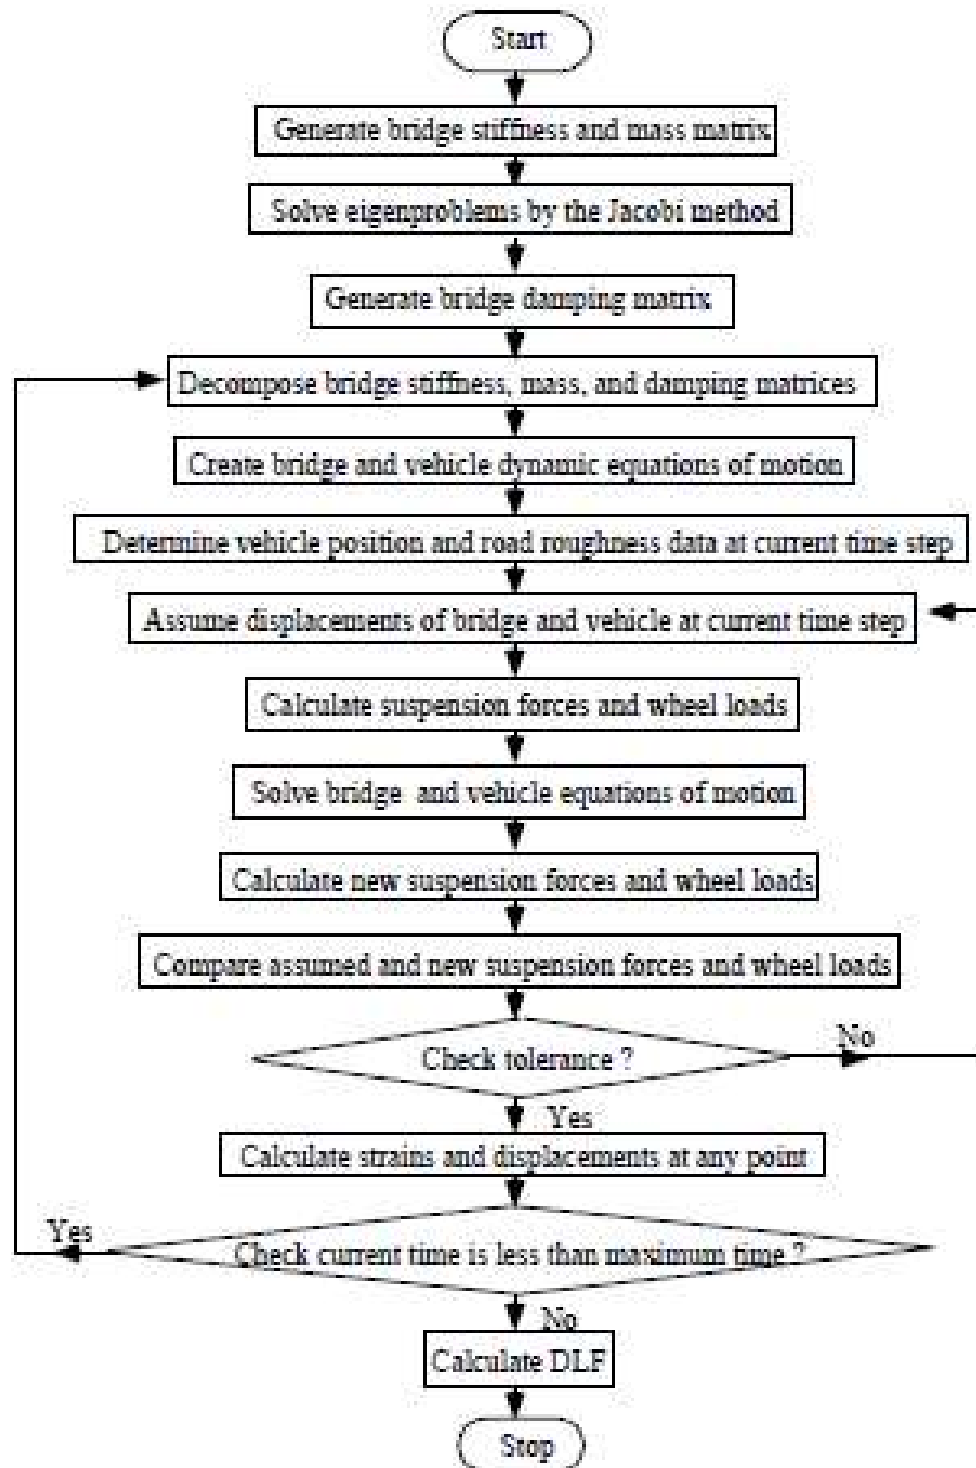 Start
Generate bridge stiffness and mass matrix
Solve eigenproblems by the Jacobi method
Generate bridge damping matrix
Decompose bridge stiffness, mass, and damping matrices
Create bridge and vehicle dynamic equations of motion
Determine vehicle position and road roughness data at current time step
Assume displacements of bridge and vehicle at current time step
Calculate suspension forces and wheel loads
Solve bridge and vehicle equations of motion
Calculate new suspension forces and wheel loads
Compare assumed and new suspension forces and wheel loads
Check tolerance ?
No
Yes
Calculate strains and displacements at any point
Yes
Check current time is less than maximum time ?
No
Calculate DLF
Stop